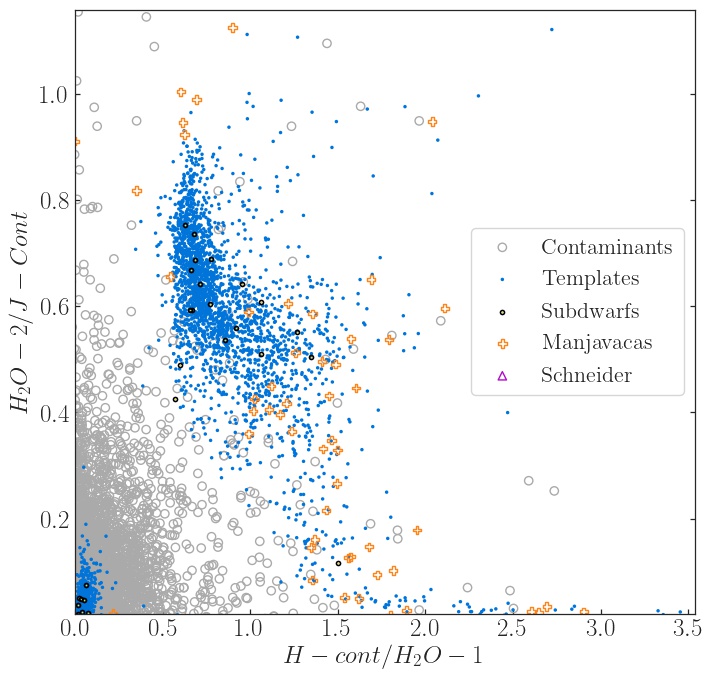 1.0
0.8
0.6
0.4
0.2
H₂O − 2/J − Cont
Contaminants
Templates
Subdwarfs
Manjavacas
Schneider
0.0 0.5 1.0 1.5 2.0 2.5 3.0 3.5
H − cont/H₂O − 1